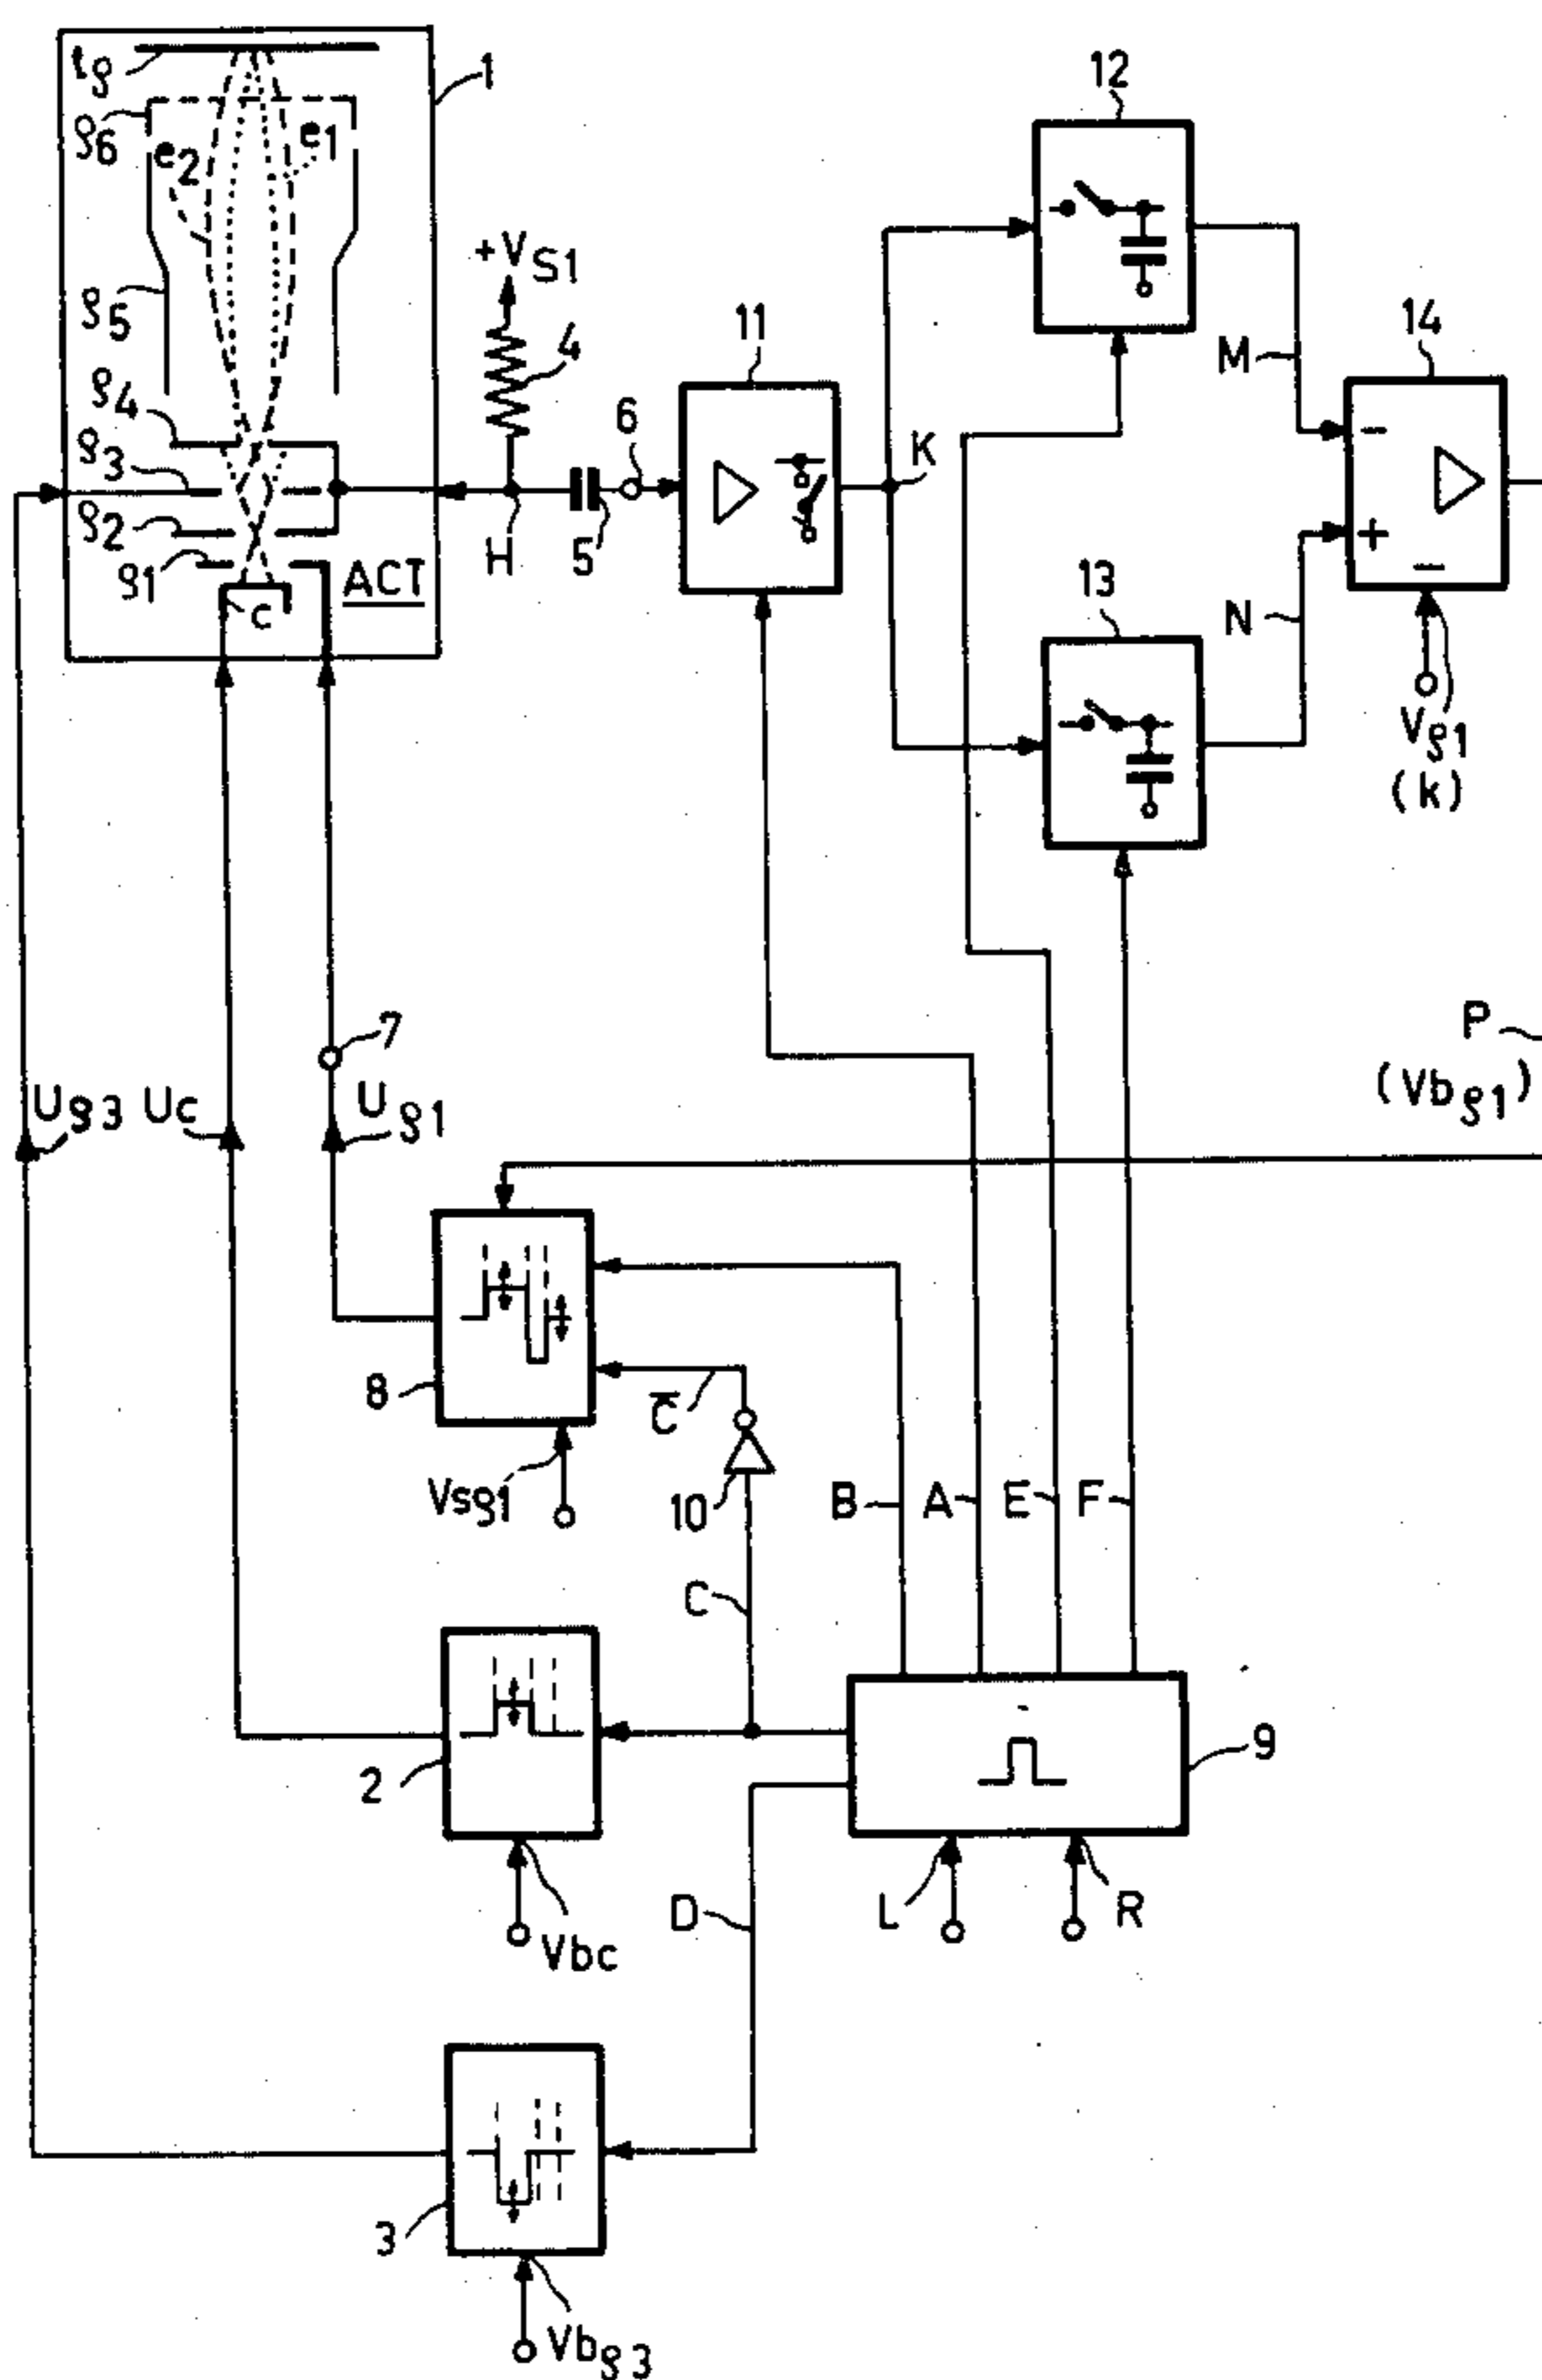 tg
1
g6
e2
e1
12
+VS1
g5
4
11
14
g4
6
K
M
g3
-
g2
H
5
+
g1
ACT
c
13
-
N
Vg1
(k)
7
P
Ug3
Uc
Ug1
(Vbg1)
8
C̅
Vsg1
10
B
A
E
F
C
2
9
D
L
R
Vbc
3
Vbg3